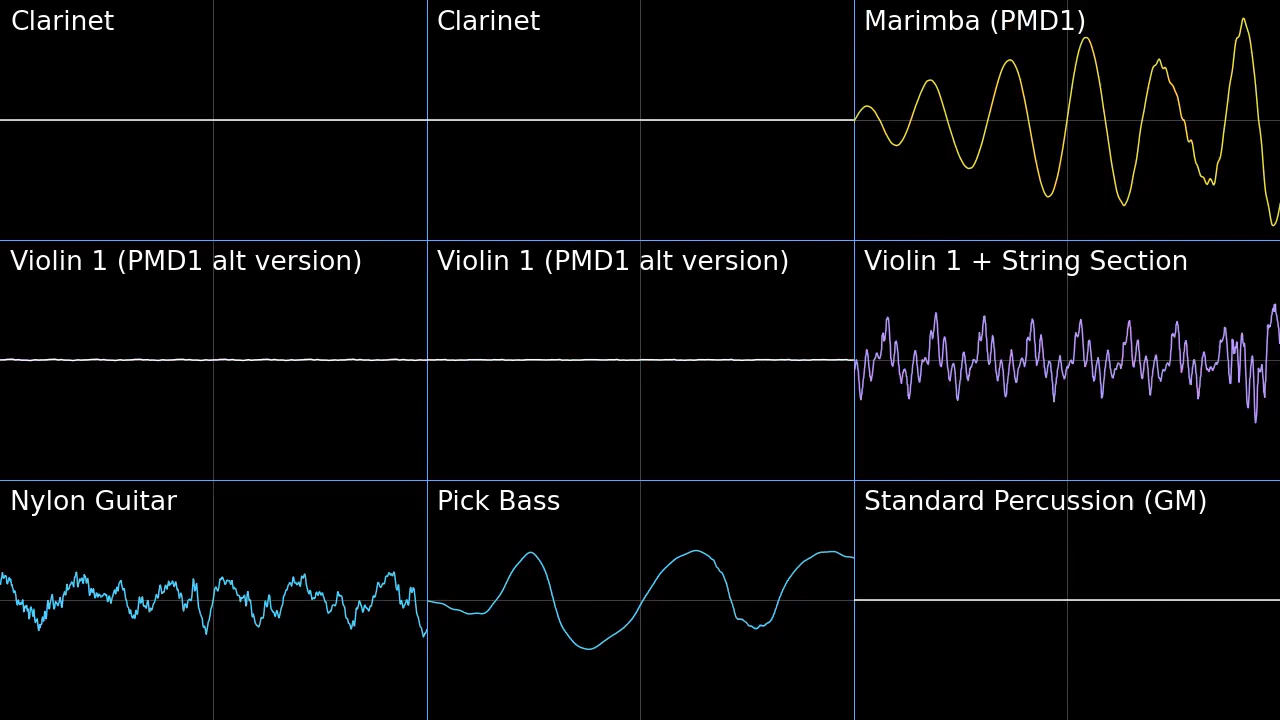 Clarinet
Clarinet
Marimba (PMD1)
Violin 1 (PMD1 alt version)
Violin 1 (PMD1 alt version)
Violin 1 + String Section
Nylon Guitar
Pick Bass
Standard Percussion (GM)